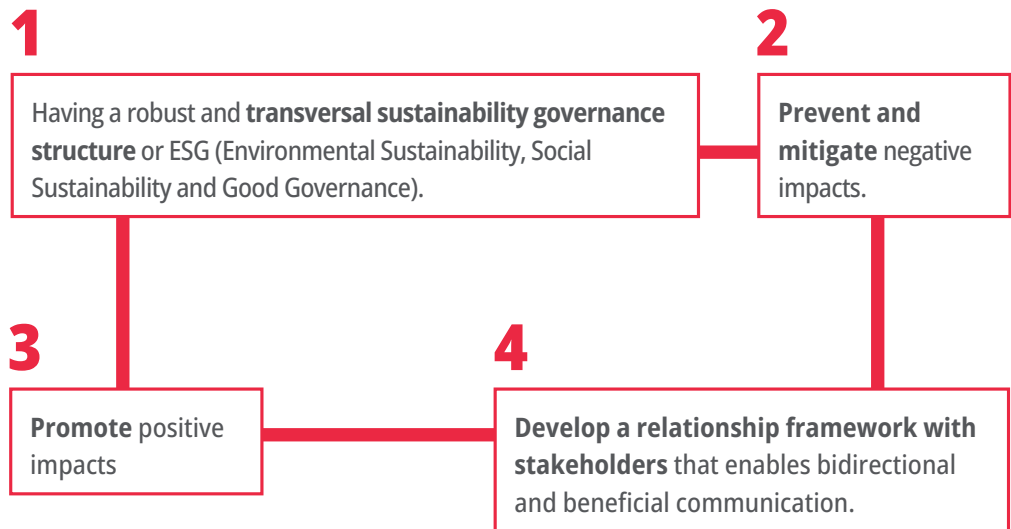 1
Having a robust and transversal sustainability governance
structure or ESG (Environmental Sustainability, Social
Sustainability and Good Governance).
2
Prevent and
mitigate negative
impacts.
3
Promote positive
impacts
4
Develop a relationship framework with
stakeholders that enables bidirectional
and beneficial communication.